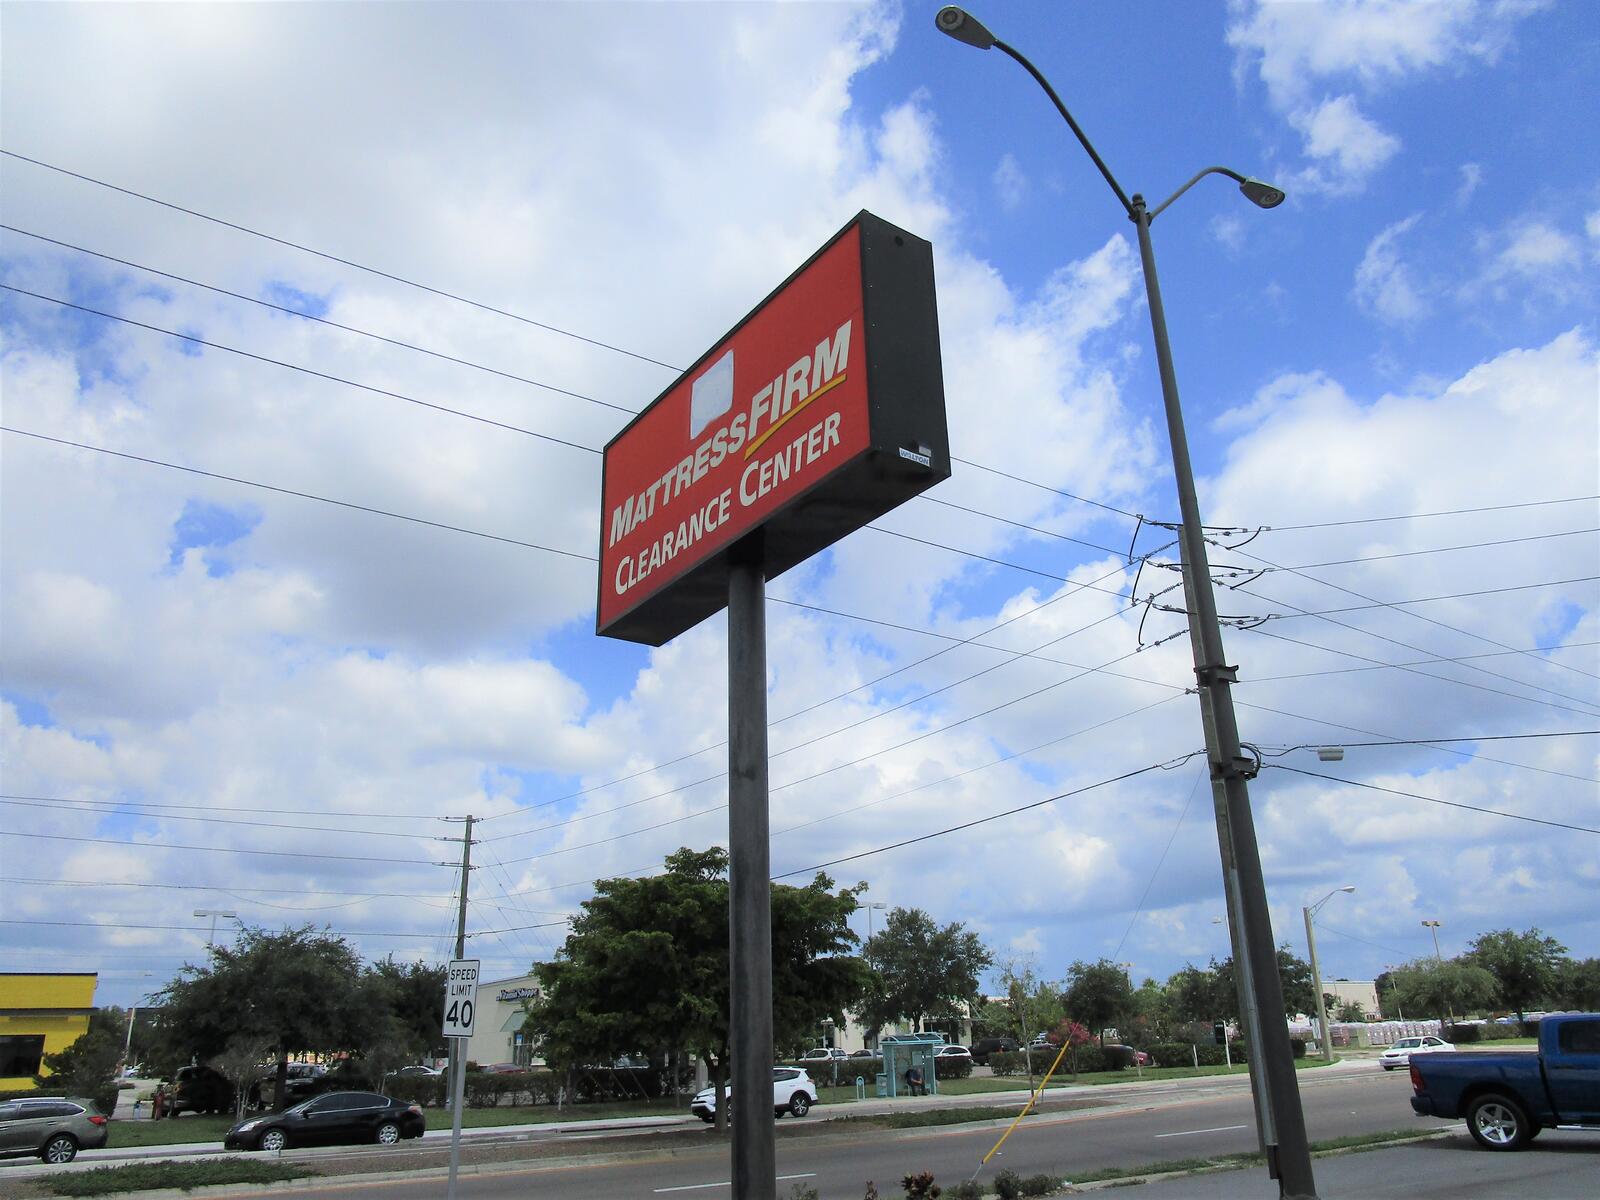 MATTRESSFIRM
CLEARANCE CENTER
SPEED
LIMIT
40